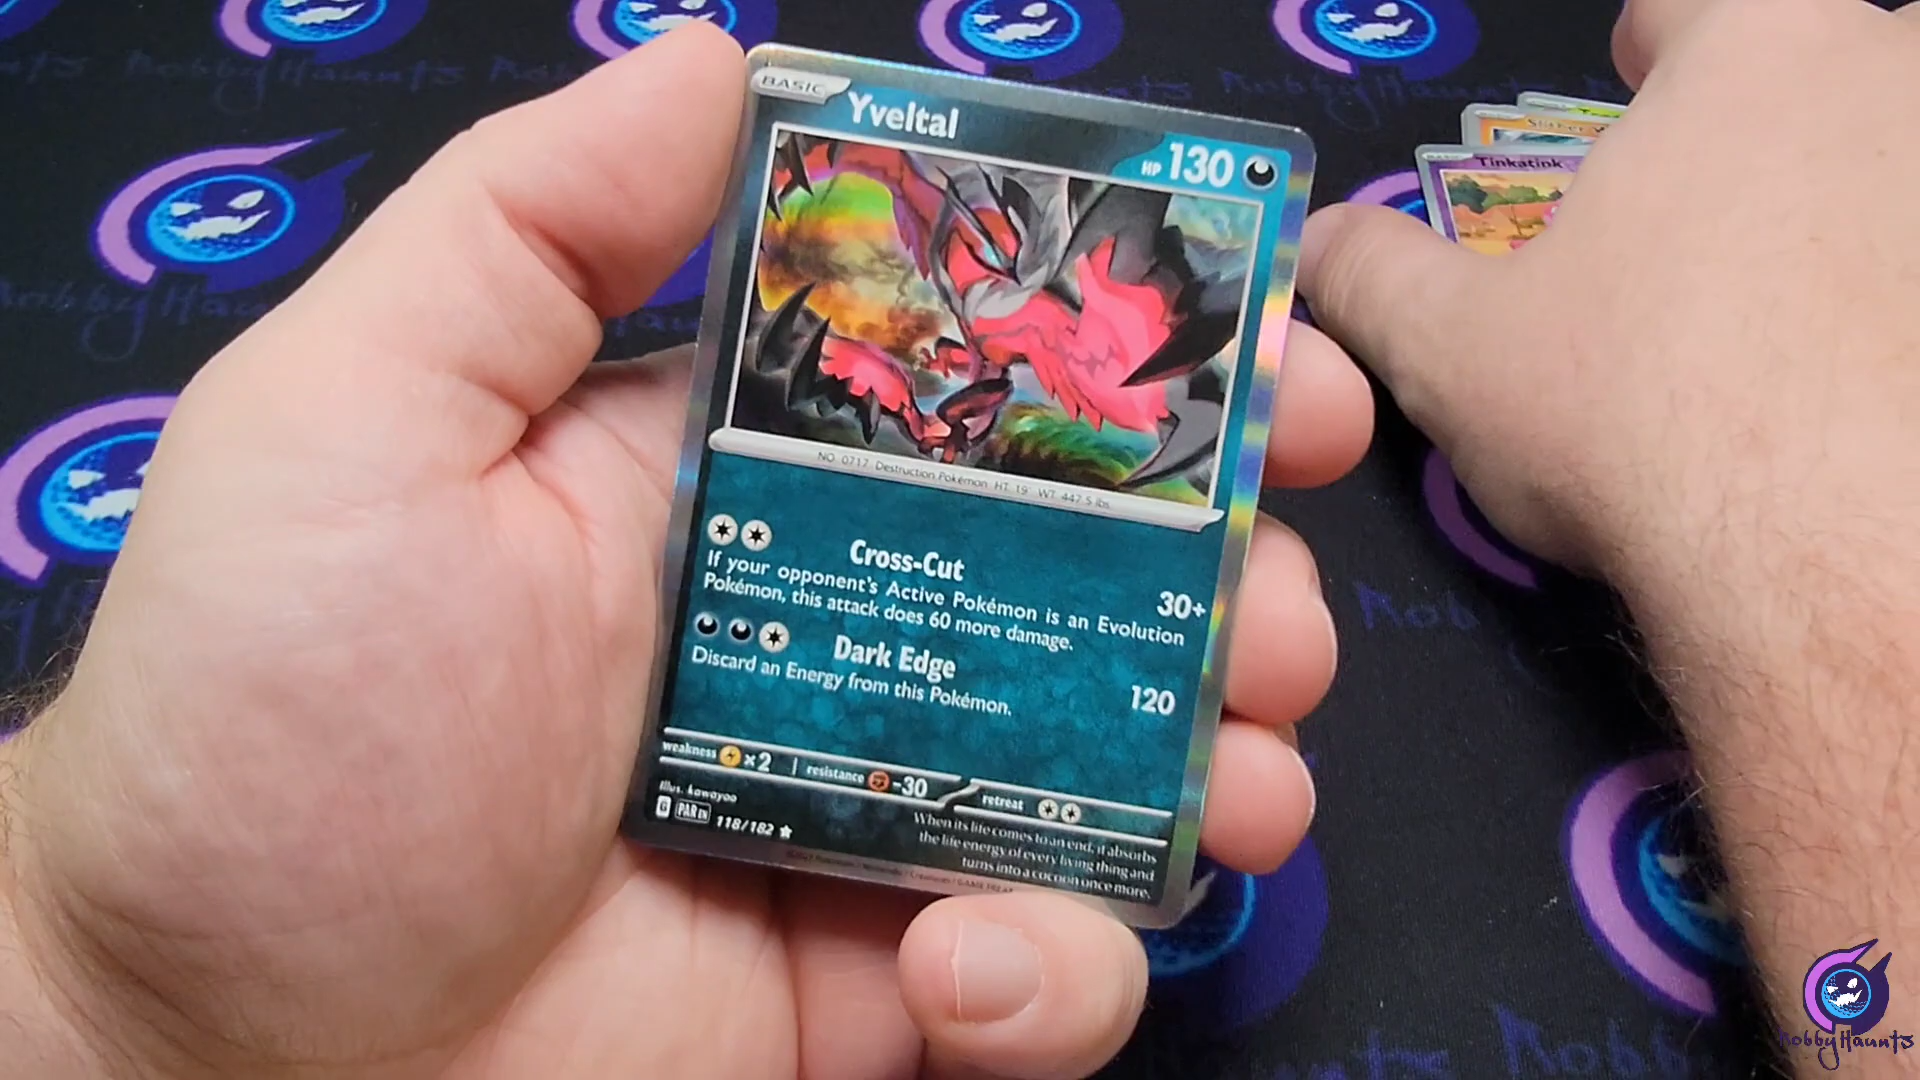 BASIC
Yveltal
HP 130
NO. 0717 Destruction Pokémon HT. 19' WT. 447.5 lbs
Cross-Cut
30+
If your opponent's Active Pokémon is an Evolution
Pokémon, this attack does 60 more damage.
Dark Edge
120
Discard an Energy from this Pokémon.
weakness ×2
resistance -30
retreat
Illus. kawayoo
G PAR EN 118/182
When its life comes to an end, it absorbs
the life energy of every living thing and
turns into a cocoon once more.
BASIC
Tinkatink
RobbyHaunts
RobbyHaunts